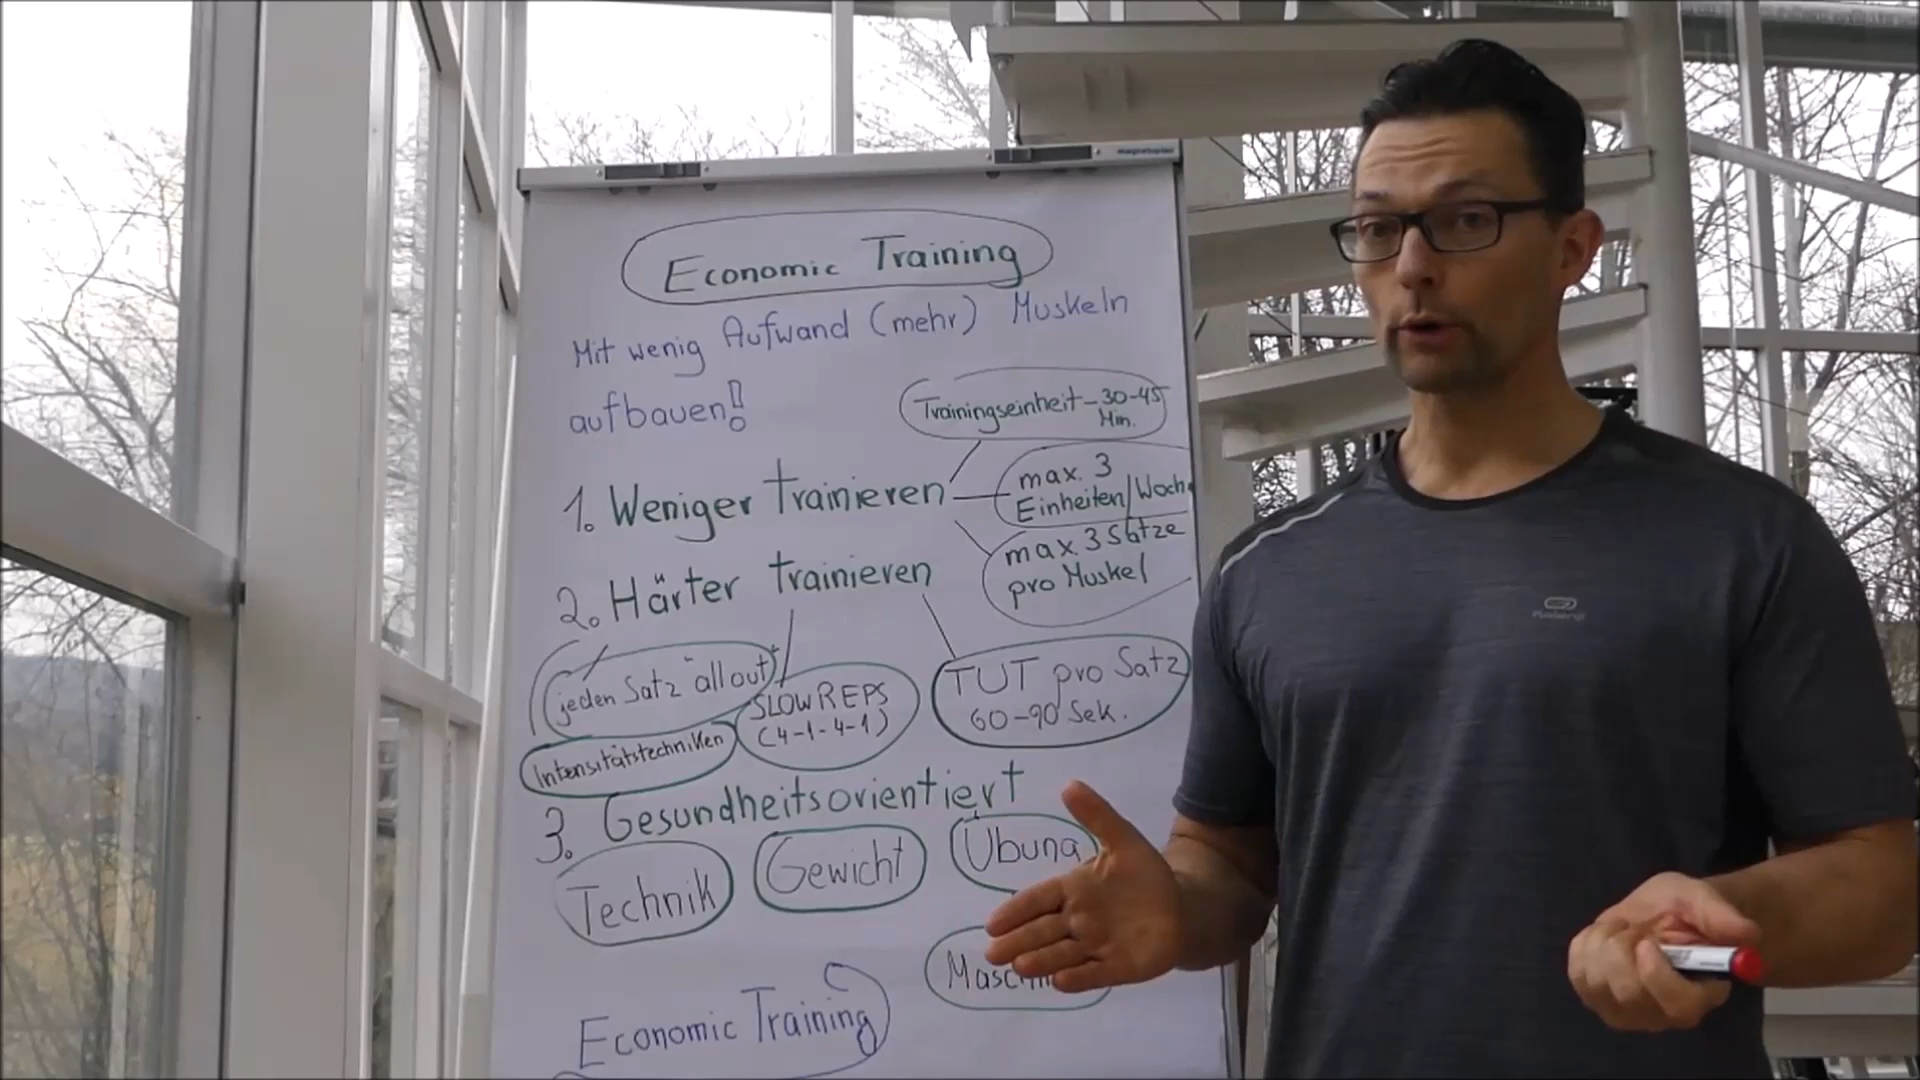 Economic Training
Mit wenig Aufwand (mehr) Muskeln
aufbauen!
Trainingseinheit - 30-45
Min.
1. Weniger trainieren
max. 3
Einheiten/Woch
max. 3 Sätze
pro Muskel
2. Härter trainieren
jeden Satz "all out"
SLOW REPS
(4-1-4-1)
TUT pro Satz
60-90 Sek.
Intensitätstechniken
3. Gesundheitsorientiert
Technik
Gewicht
Übung
Economic Training